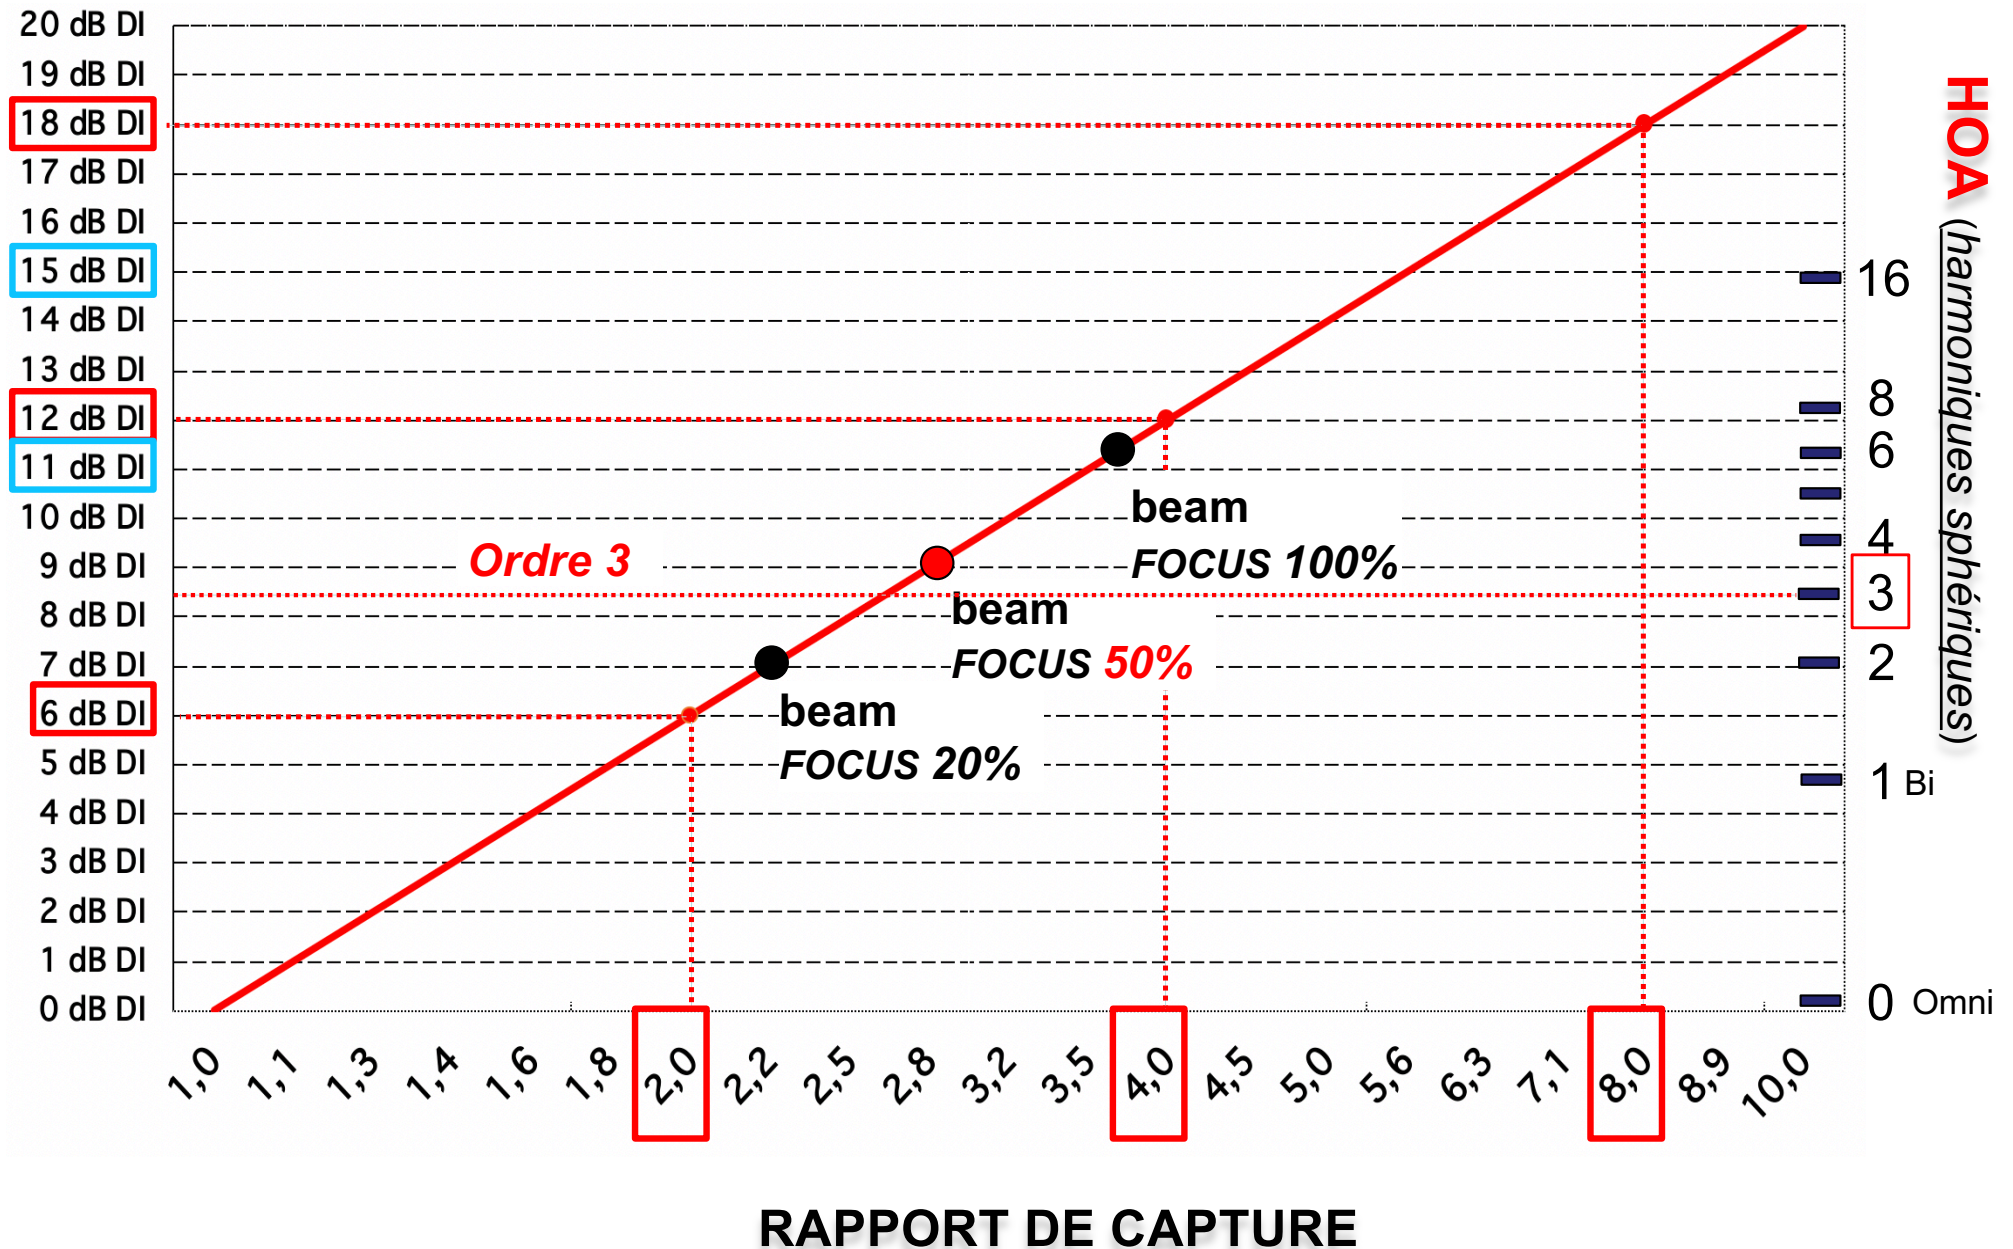 20 dB DI
19 dB DI
18 dB DI
17 dB DI
16 dB DI
15 dB DI
14 dB DI
13 dB DI
12 dB DI
11 dB DI
10 dB DI
9 dB DI
8 dB DI
7 dB DI
6 dB DI
5 dB DI
4 dB DI
3 dB DI
2 dB DI
1 dB DI
0 dB DI
Ordre 3
beam
FOCUS 100%
beam
FOCUS 50%
beam
FOCUS 20%
16
8
6
4
3
2
1 Bi
0 Omni
HOA (harmoniques sphériques)
1,0 1,1 1,3 1,4 1,6 1,8 2,0 2,2 2,5 2,8 3,2 3,5 4,0 4,5 5,0 5,6 6,3 7,1 8,0 8,9 10,0
RAPPORT DE CAPTURE